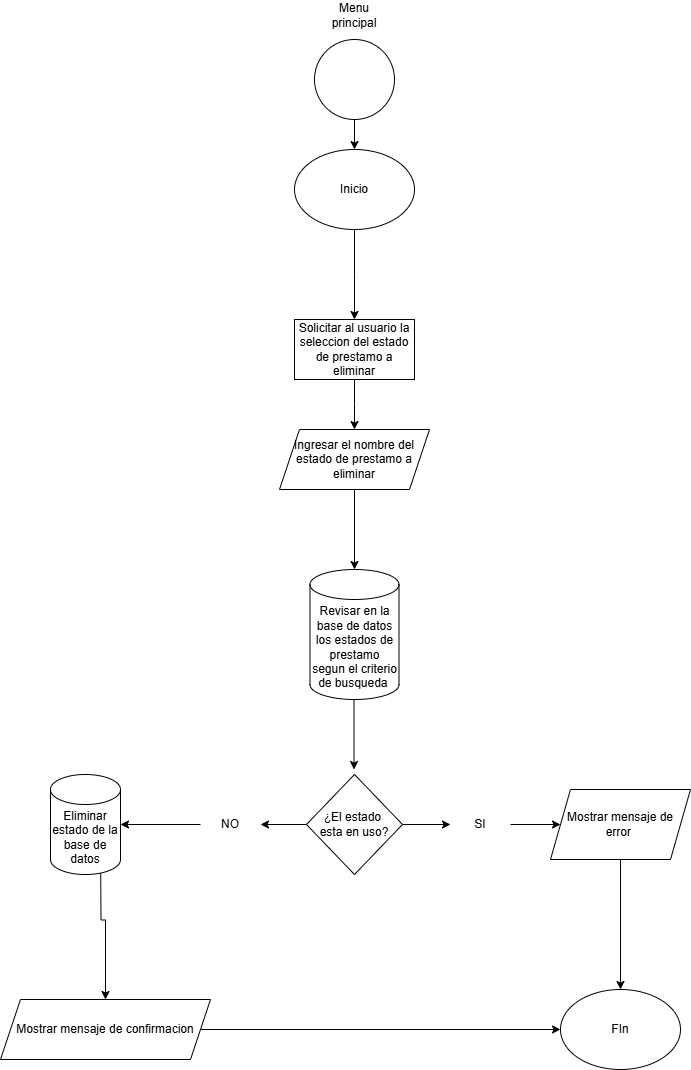 Menu
principal
Inicio
Solicitar al usuario la
seleccion del estado
de prestamo a
eliminar
Ingresar el nombre del
estado de prestamo a
eliminar
Revisar en la
base de datos
los estados de
prestamo
segun el criterio
de busqueda
¿El estado
esta en uso?
NO
SI
Eliminar
estado de la
base de
datos
Mostrar mensaje de
error
Mostrar mensaje de confirmacion
FIn